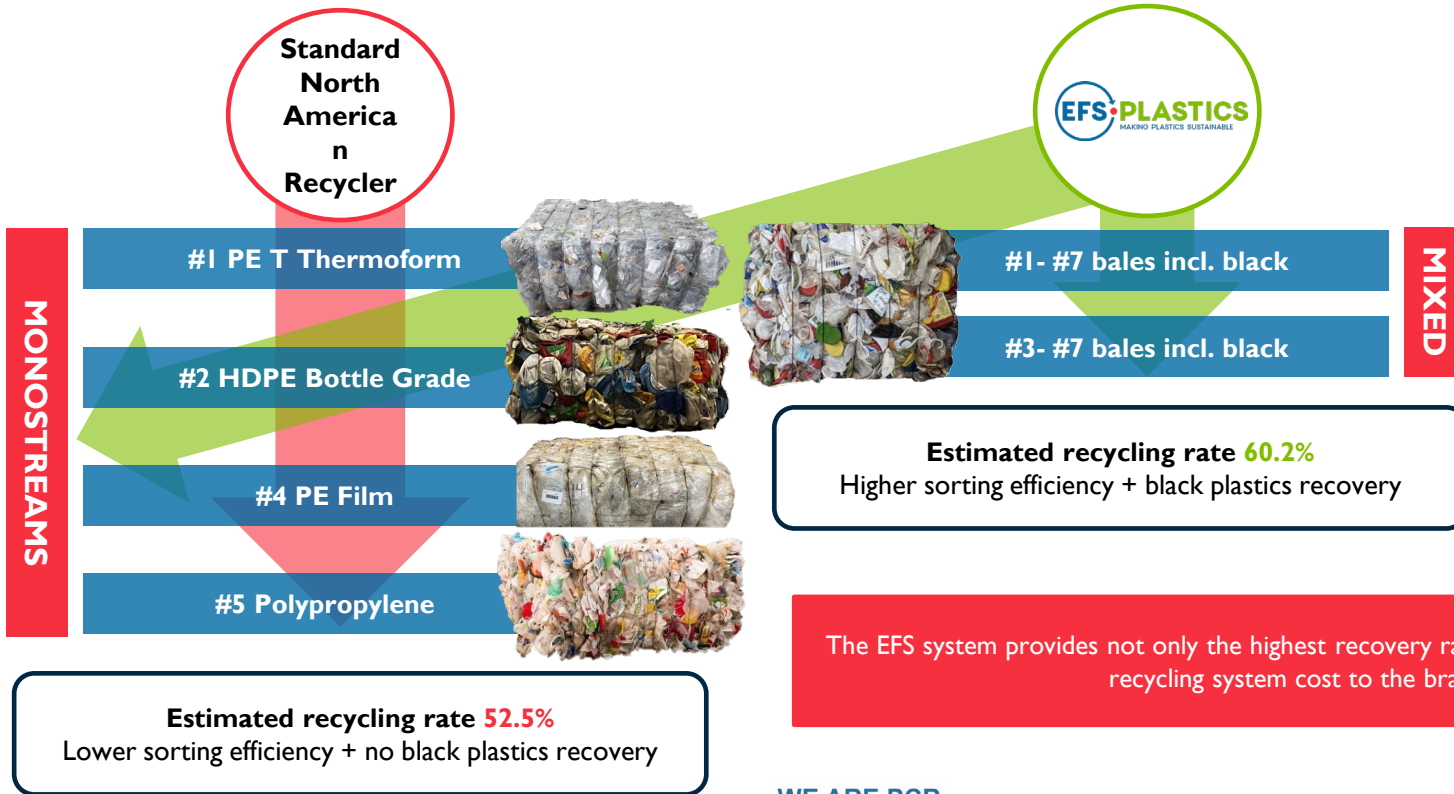 Standard
North
America
n
Recycler
EFS PLASTICS
MAKING PLASTICS SUSTAINABLE
MONOSTREAMS
#1 PE T Thermoform
#2 HDPE Bottle Grade
#4 PE Film
#5 Polypropylene
#1- #7 bales incl. black
#3- #7 bales incl. black
MIXED
Estimated recycling rate 60.2%
Higher sorting efficiency + black plastics recovery
The EFS system provides not only the highest recovery
recycling system cost to the
Estimated recycling rate 52.5%
Lower sorting efficiency + no black plastics recovery
WE ARE PCR